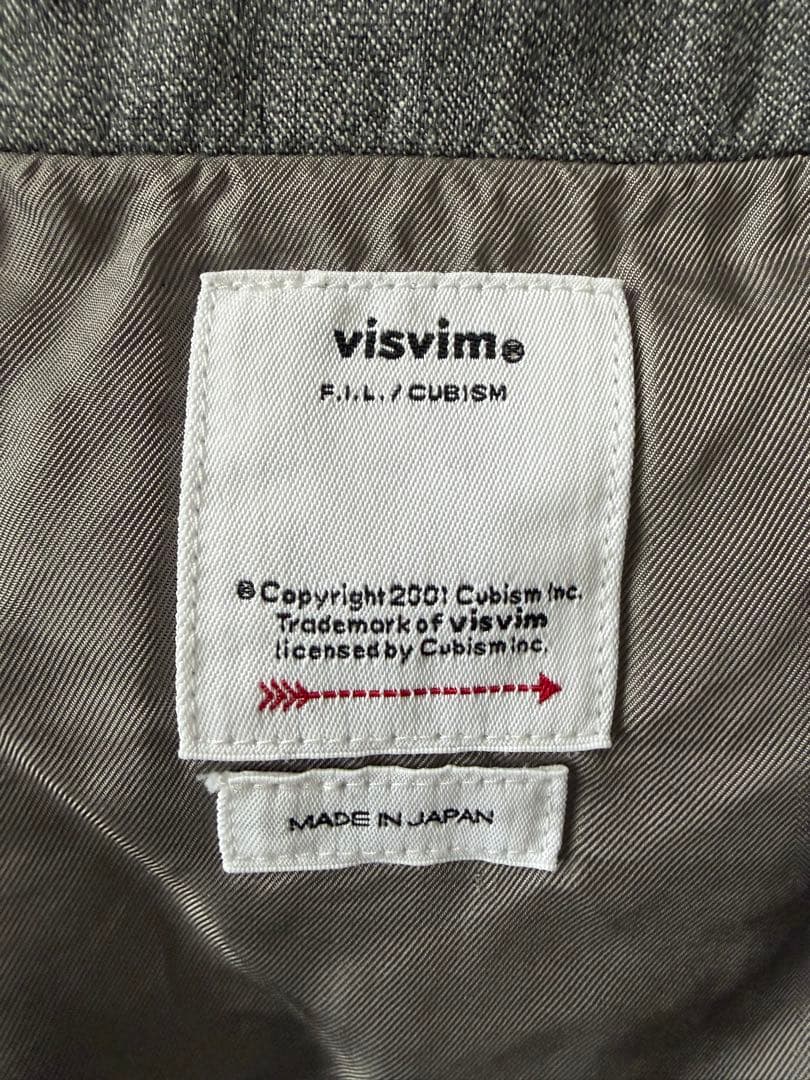 visvim®
F.I.L. / CUBISM
©Copyright 2001 Cubism Inc.
Trademark of visvim
licensed by Cubism Inc.
MADE IN JAPAN